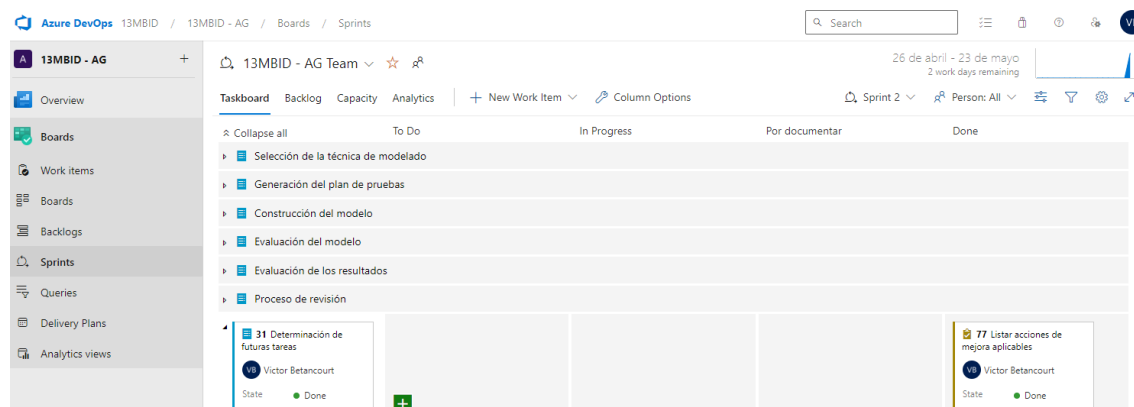 Azure DevOps 13MBID / 13MBID - AG / Boards / Sprints
Search
VB
A 13MBID - AG +
13MBID - AG Team
26 de abril - 23 de mayo
2 work days remaining
Overview
Taskboard Backlog Capacity Analytics + New Work Item Column Options
Sprint 2 Person: All
Boards
Collapse all To Do In Progress Por documentar Done
Selección de la técnica de modelado
Work items
Generación del plan de pruebas
Boards
Construcción del modelo
Backlogs
Evaluación del modelo
Sprints
Evaluación de los resultados
Queries
Proceso de revisión
Delivery Plans
Analytics views
31 Determinación de
futuras tareas
VB Victor Betancourt
State Done
77 Listar acciones de
mejora aplicables
VB Victor Betancourt
State Done